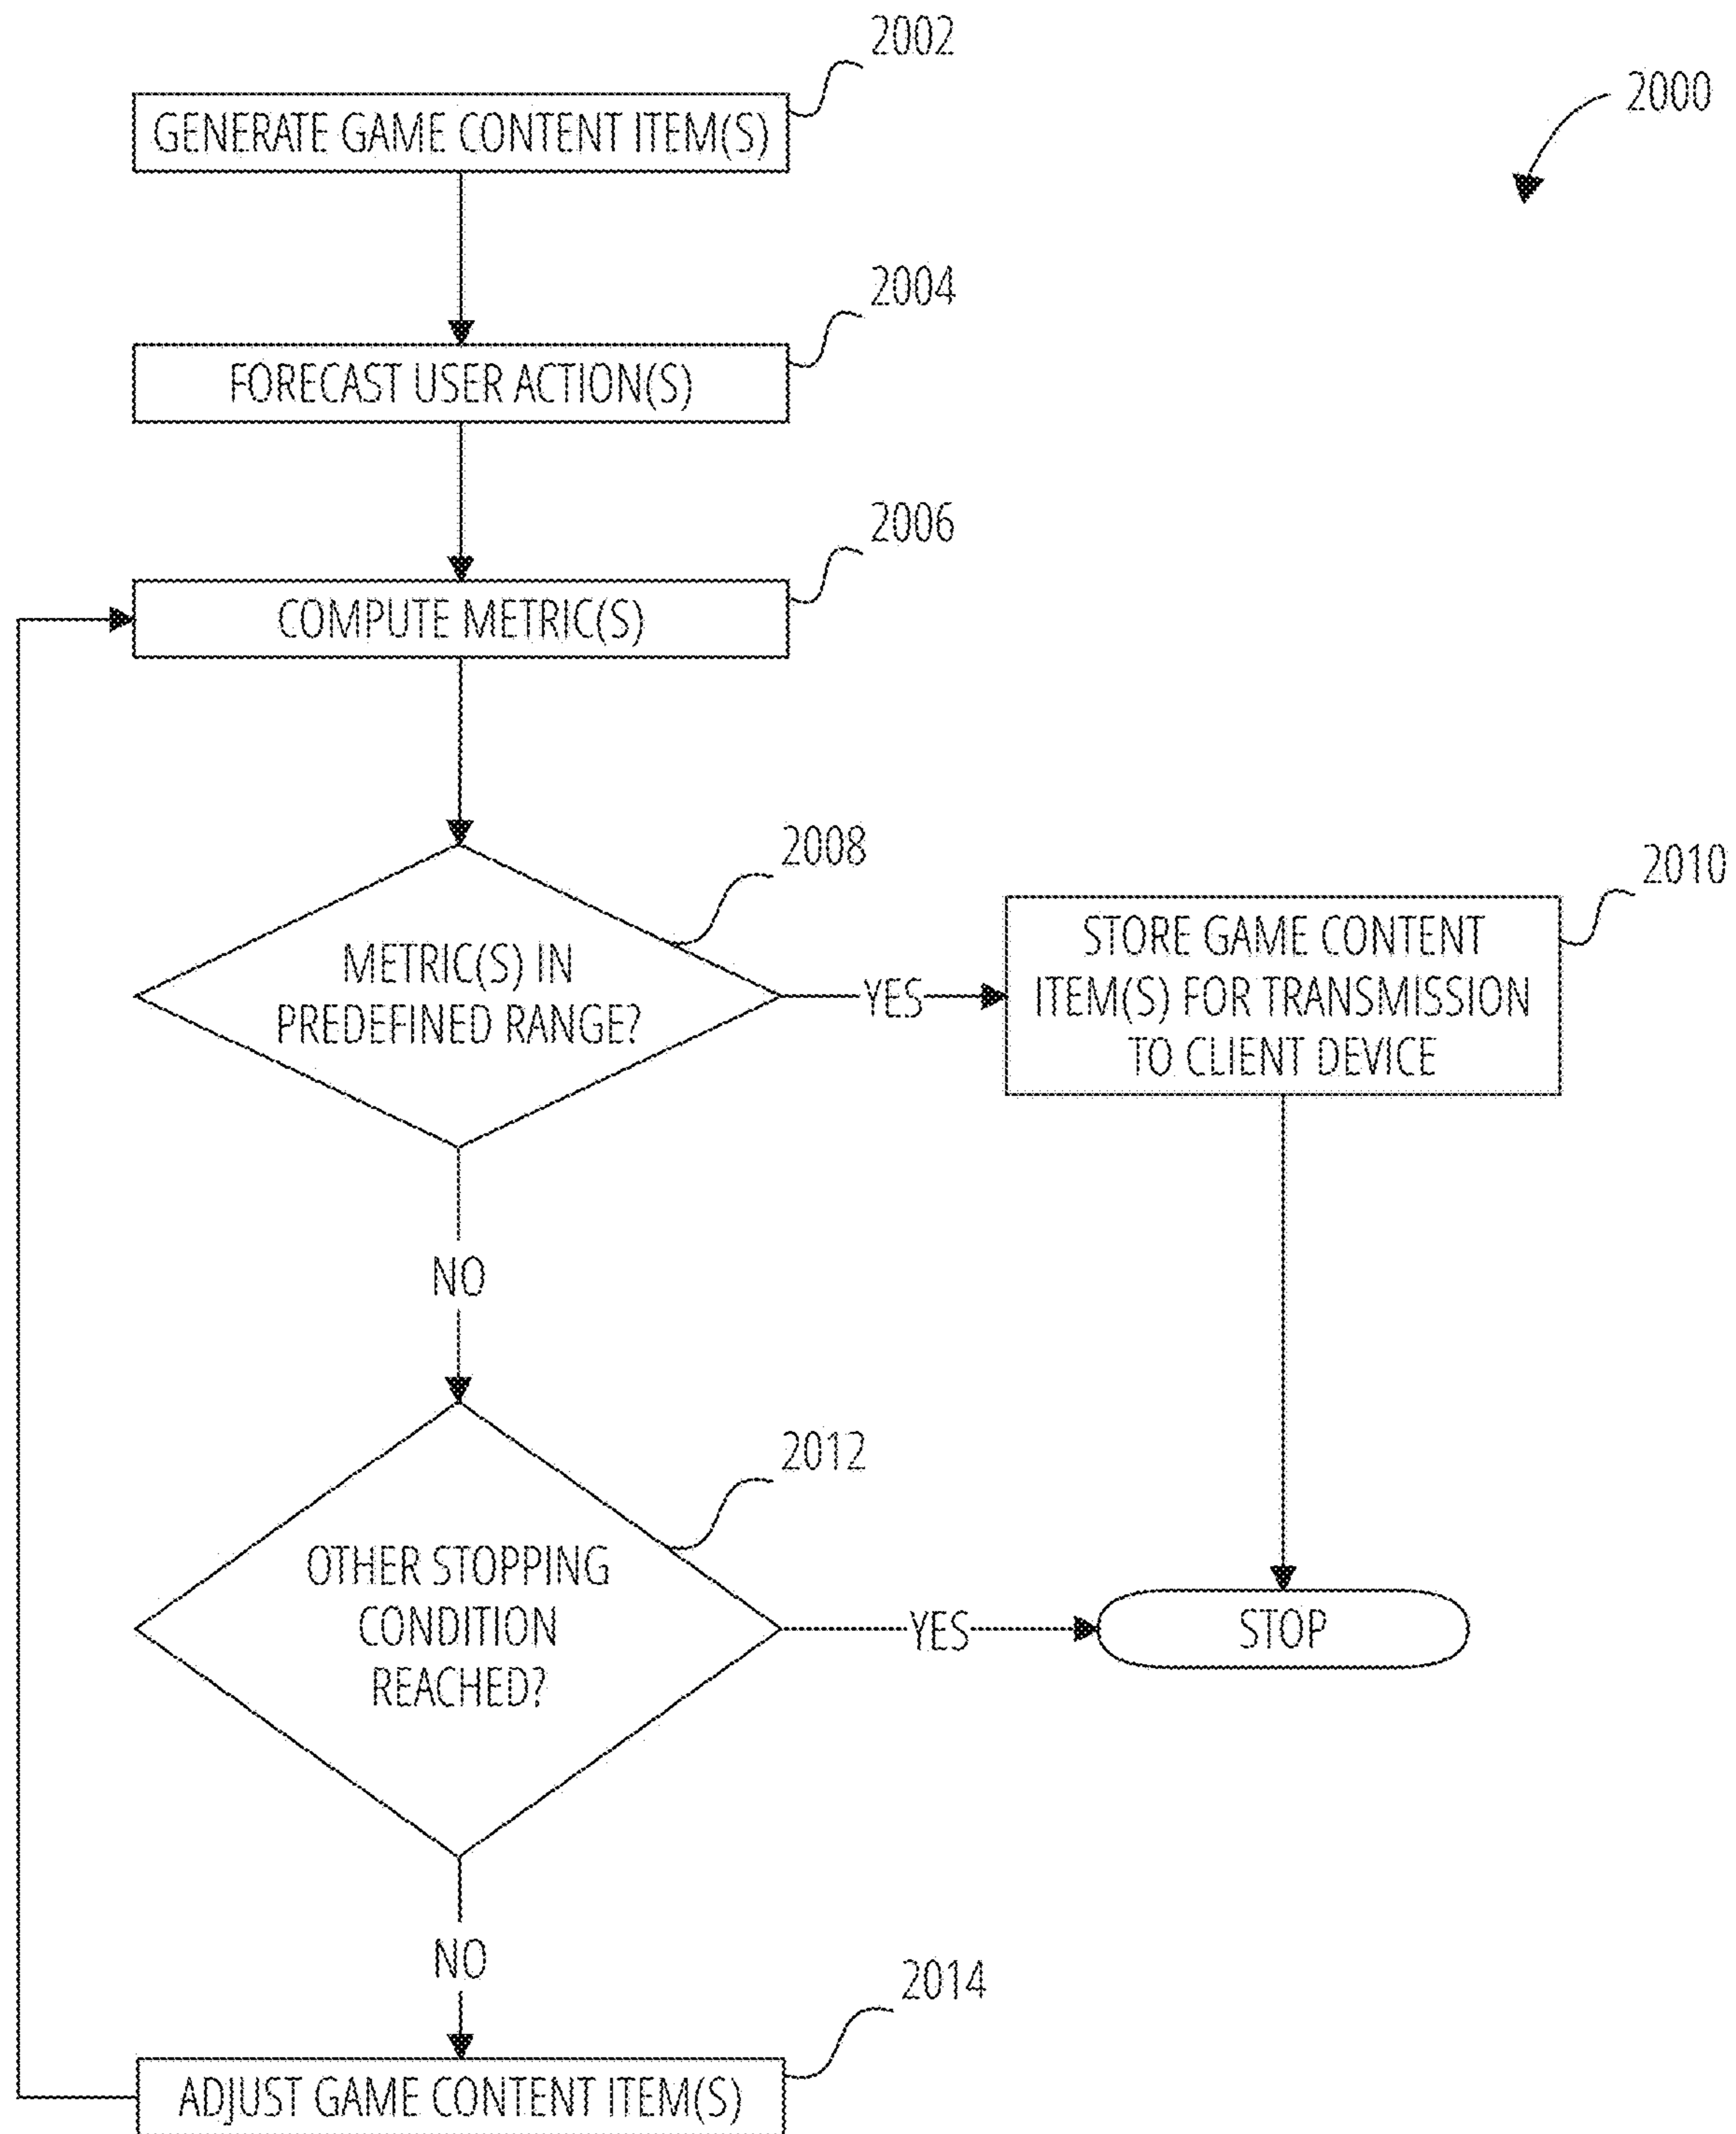 2002
2000
GENERATE GAME CONTENT ITEM(S)
2004
FORECAST USER ACTION(S)
2006
COMPUTE METRIC(S)
2008
METRIC(S) IN
PREDEFINED RANGE?
YES
2010
STORE GAME CONTENT
ITEM(S) FOR TRANSMISSION
TO CLIENT DEVICE
NO
2012
OTHER STOPPING
CONDITION
REACHED?
YES
STOP
NO
2014
ADJUST GAME CONTENT ITEM(S)